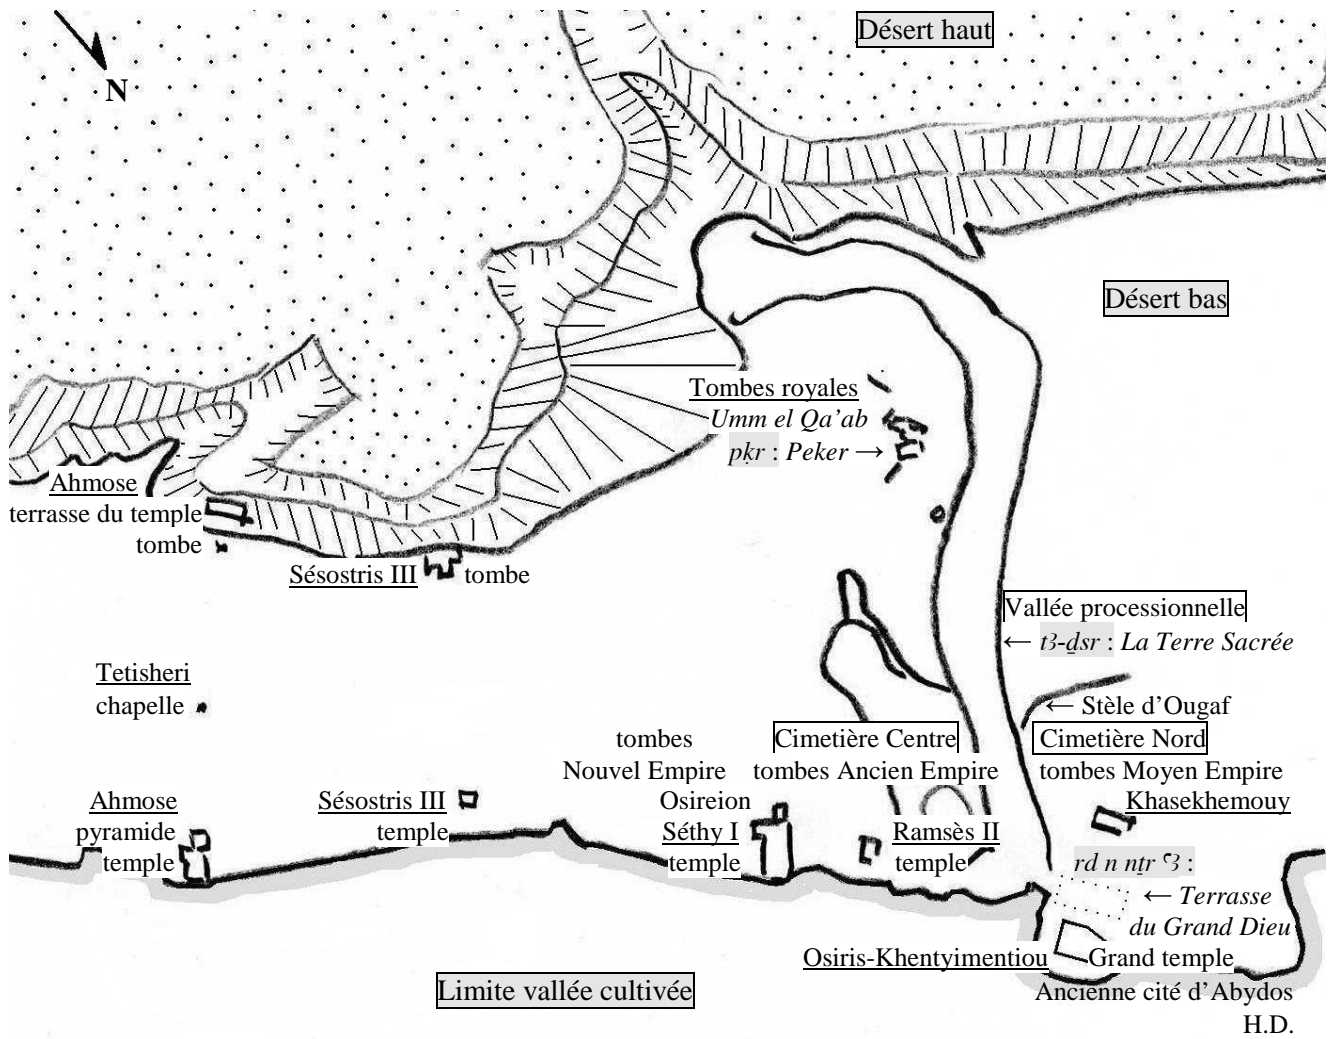 Désert haut
N
Désert bas
Tombes royales
Umm el Qa’ab
pḳr : Peker →
Ahmose
terrasse du temple
tombe
Sésostris III tombe
Vallée processionnelle
← tꜣ-ḏsr : La Terre Sacrée
Tetisheri
chapelle
← Stèle d’Ougaf
tombes
Nouvel Empire
Cimetière Centre
tombes Ancien Empire
Cimetière Nord
tombes Moyen Empire
Khasekhemouy
Ahmose
pyramide
temple
Sésostris III
temple
Osireion
Séthy I
temple
Ramsès II
temple
rd n nṯr ꜥꜣ :
← Terrasse
du Grand Dieu
Osiris-Khentyimentiou
Grand temple
Limite vallée cultivée
Ancienne cité d’Abydos
H.D.